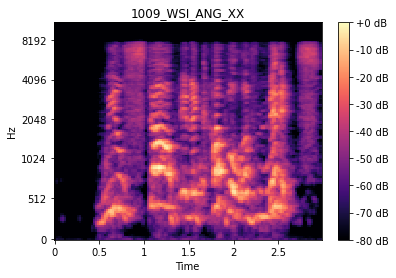 1009_WSI_ANG_XX
+0 dB
8192
-10 dB
4096
-20 dB
-30 dB
2048
Hz
-40 dB
1024
-50 dB
512
-60 dB
-70 dB
0
-80 dB
0 0.5 1 1.5 2 2.5
Time